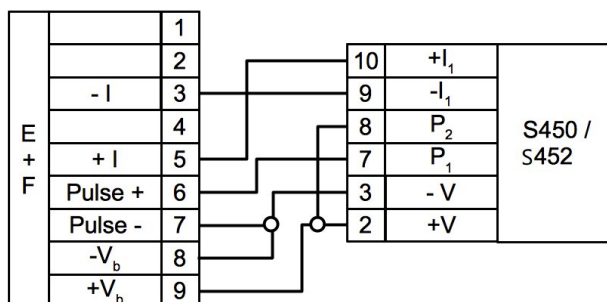 E + F
1
2
- I 3
4
+ I 5
Pulse + 6
Pulse - 7
-Vb 8
+Vb 9
10 +I1
9 -I1
8 P2
7 P1
3 - V
2 +V
S450 /
S452